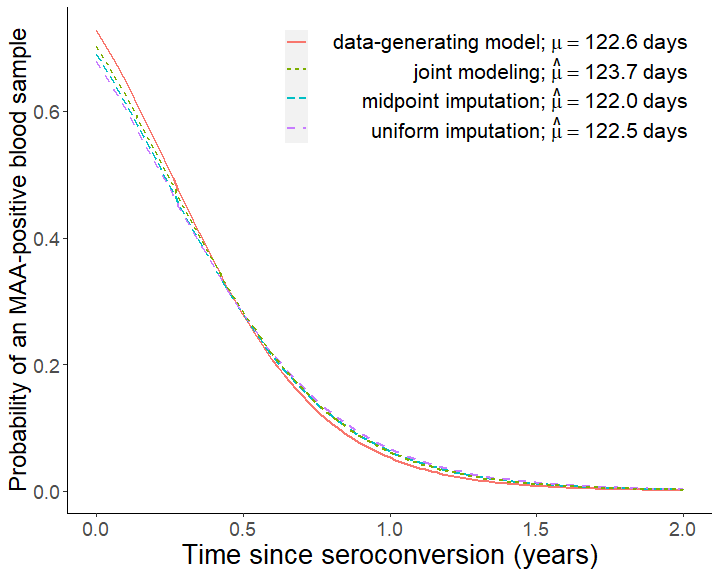 data-generating model; μ = 122.6 days
joint modeling; μ̂ = 123.7 days
midpoint imputation; μ̂ = 122.0 days
uniform imputation; μ̂ = 122.5 days
Probability of an MAA-positive blood sample
0.6
0.4
0.2
0.0
0.0 0.5 1.0 1.5 2.0
Time since seroconversion (years)